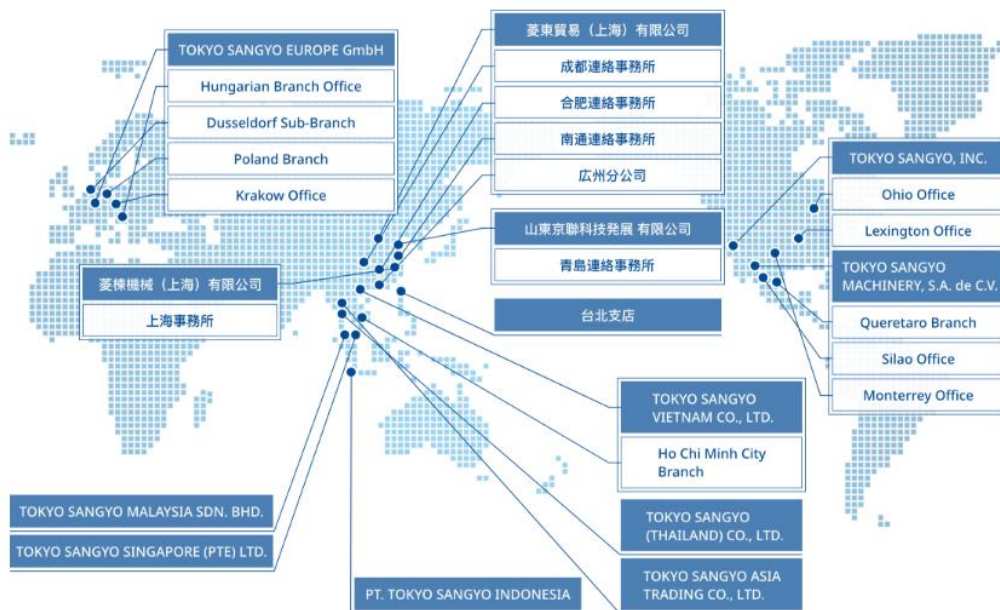 TOKYO SANGYO EUROPE GmbH
Hungarian Branch Office
Dusseldorf Sub-Branch
Poland Branch
Krakow Office
菱東貿易（上海）有限公司
成都連絡事務所
合肥連絡事務所
南通連絡事務所
広州分公司
山東京聯科技発展 有限公司
青島連絡事務所
台北支店
菱棟機械（上海）有限公司
上海事務所
TOKYO SANGYO, INC.
Ohio Office
Lexington Office
TOKYO SANGYO
MACHINERY, S.A. de C.V.
Queretaro Branch
Silao Office
Monterrey Office
TOKYO SANGYO
VIETNAM CO., LTD.
Ho Chi Minh City
Branch
TOKYO SANGYO
(THAILAND) CO., LTD.
TOKYO SANGYO ASIA
TRADING CO., LTD.
TOKYO SANGYO MALAYSIA SDN. BHD.
TOKYO SANGYO SINGAPORE (PTE) LTD.
PT. TOKYO SANGYO INDONESIA